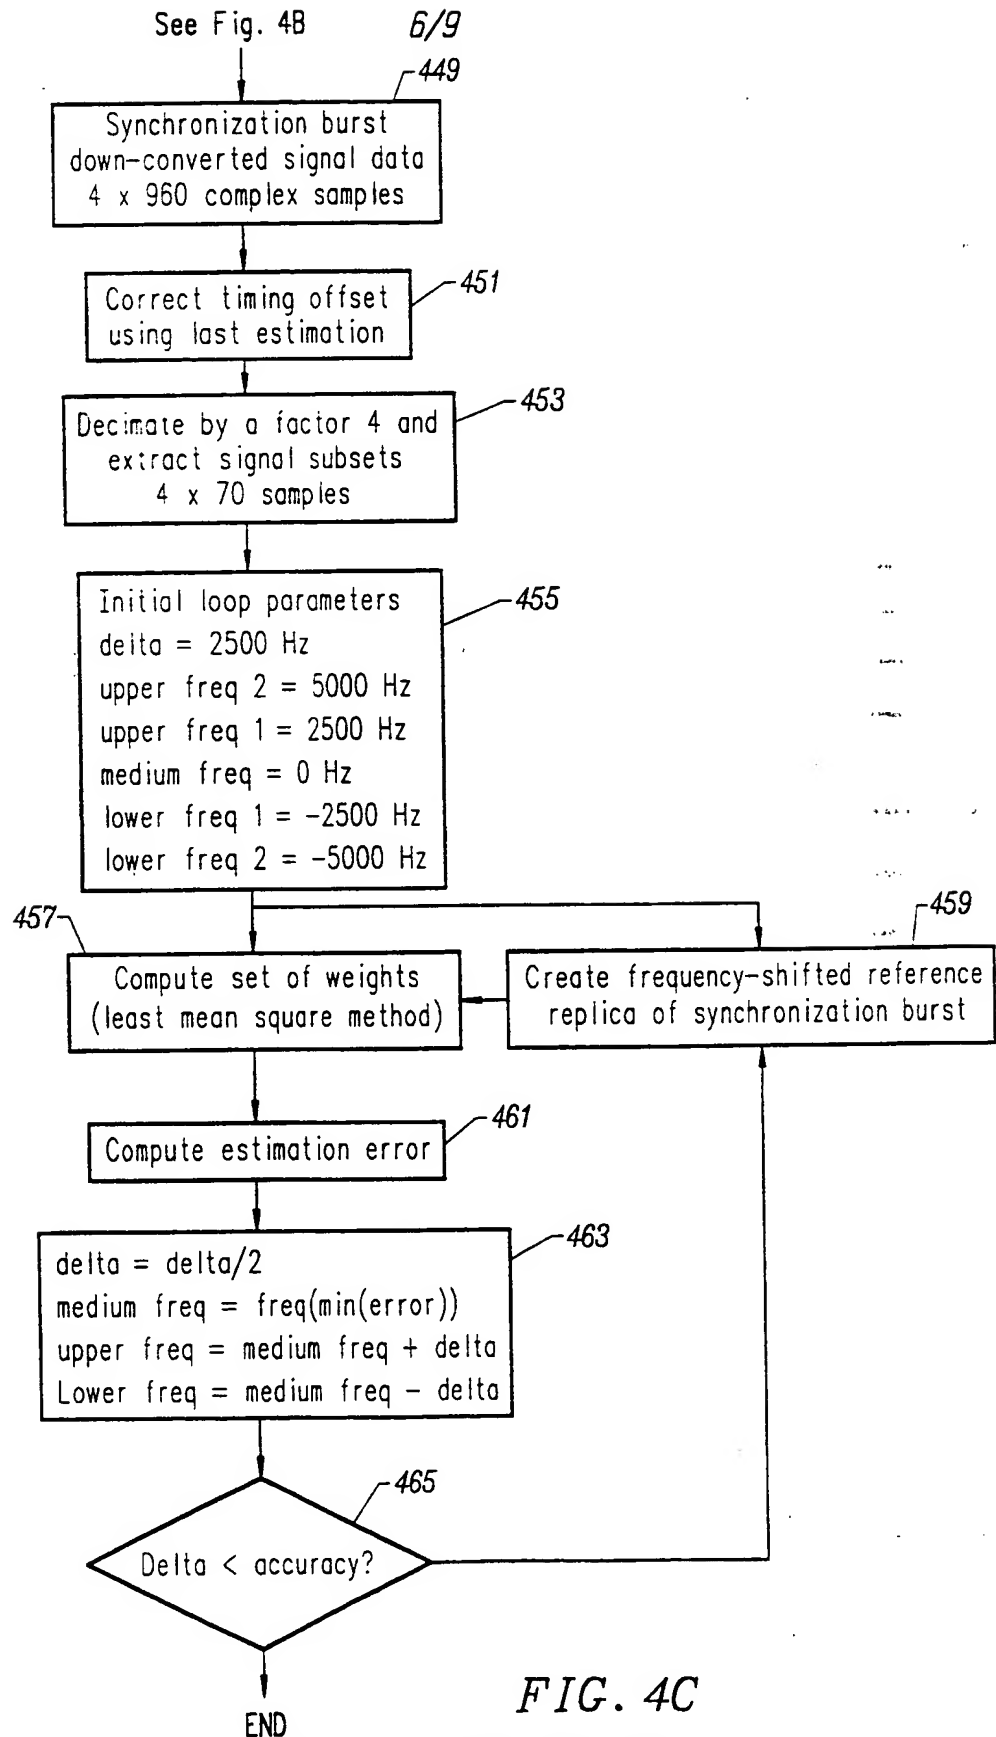 See Fig. 4B
6/9
449
Synchronization burst
down-converted signal data
4 x 960 complex samples
451
Correct timing offset
using last estimation
453
Decimate by a factor 4 and
extract signal subsets
4 x 70 samples
455
Initial loop parameters
delta = 2500 Hz
upper freq 2 = 5000 Hz
upper freq 1 = 2500 Hz
medium freq = 0 Hz
lower freq 1 = -2500 Hz
lower freq 2 = -5000 Hz
457
Compute set of weights
(least mean square method)
459
Create frequency-shifted reference
replica of synchronization burst
461
Compute estimation error
463
delta = delta/2
medium freq = freq(min(error))
upper freq = medium freq + delta
Lower freq = medium freq - delta
465
Delta < accuracy?
END
FIG. 4C